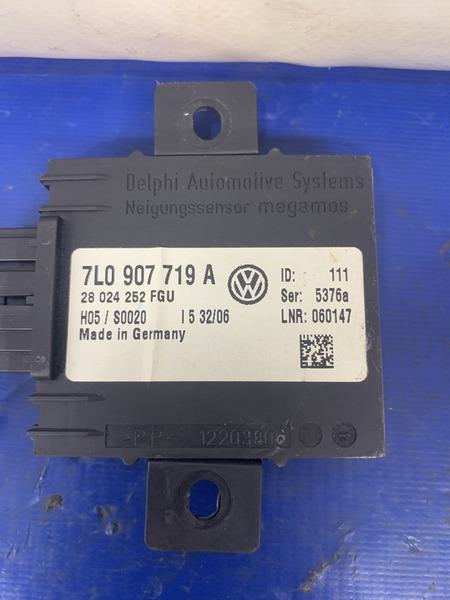 Delphi Automotive Systems
Neigungssensor megamos
7L0 907 719 A
28 024 252 FGU
H05 / S0020 I 5 32/06
Made in Germany
ID: 111
Ser: 5376a
LNR: 060147
-PP- 1220380